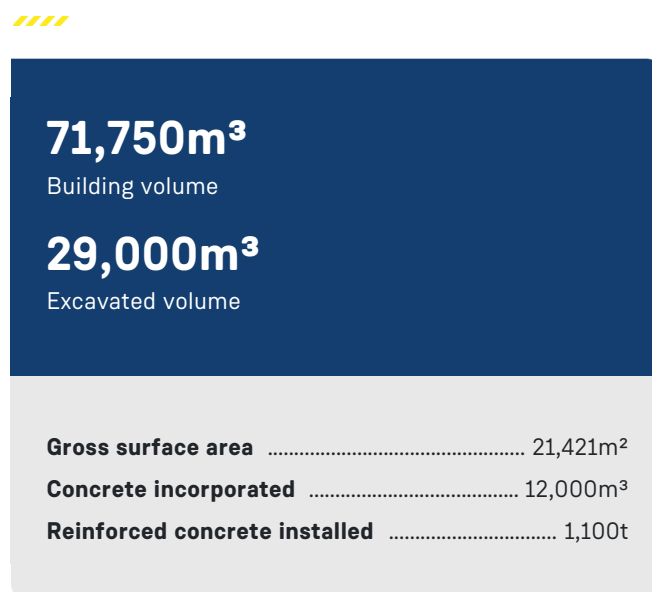 71,750m³
Building volume
29,000m³
Excavated volume
Gross surface area ................................................. 21,421m²
Concrete incorporated ........................................ 12,000m³
Reinforced concrete installed ................................ 1,100t